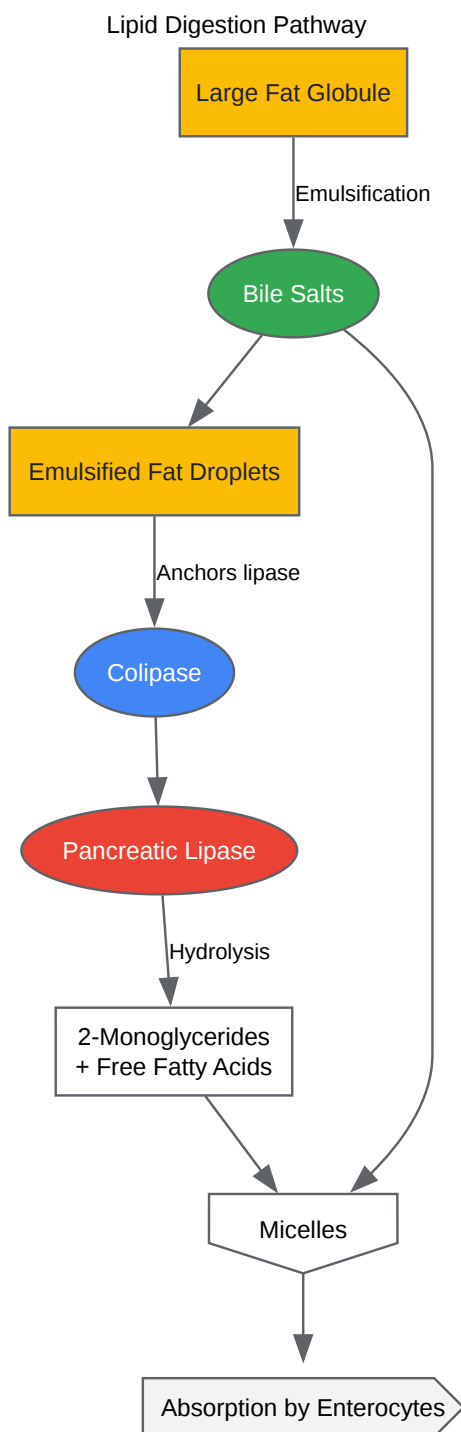 Lipid Digestion Pathway
Large Fat Globule
Emulsification
Bile Salts
Emulsified Fat Droplets
Anchors lipase
Colipase
Pancreatic Lipase
Hydrolysis
2-Monoglycerides
+ Free Fatty Acids
Micelles
Absorption by Enterocytes